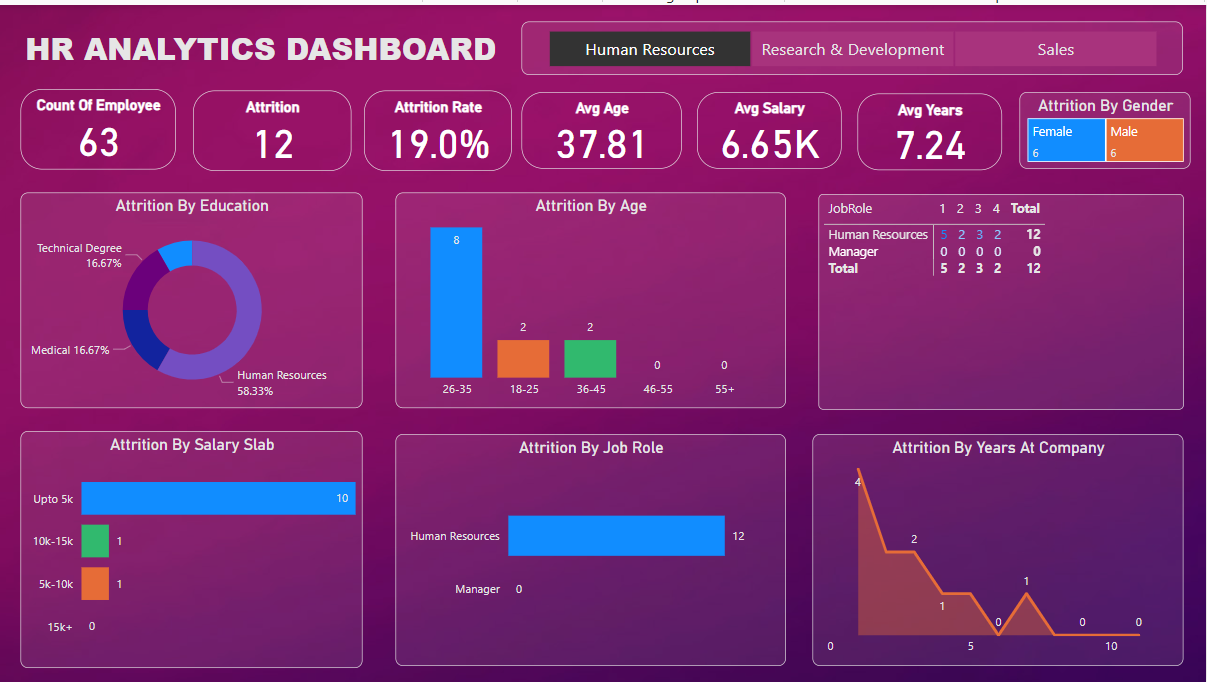 HR ANALYTICS DASHBOARD
Human Resources
Research & Development
Sales
Count Of Employee
63
Attrition
12
Attrition Rate
19.0%
Avg Age
37.81
Avg Salary
6.65K
Avg Years
7.24
Attrition By Gender
Female
6
Male
6
Attrition By Education
Technical Degree
16.67%
Medical 16.67%
Human Resources
58.33%
Attrition By Age
8
2
2
0
0
26-35
18-25
36-45
46-55
55+
JobRole 1 2 3 4 Total
Human Resources 5 2 3 2 12
Manager 0 0 0 0 0
Total 5 2 3 2 12
Attrition By Salary Slab
Upto 5k 10
10k-15k 1
5k-10k 1
15k+ 0
Attrition By Job Role
Human Resources 12
Manager 0
Attrition By Years At Company
4
2
1
0
1
0
0
0 5 10